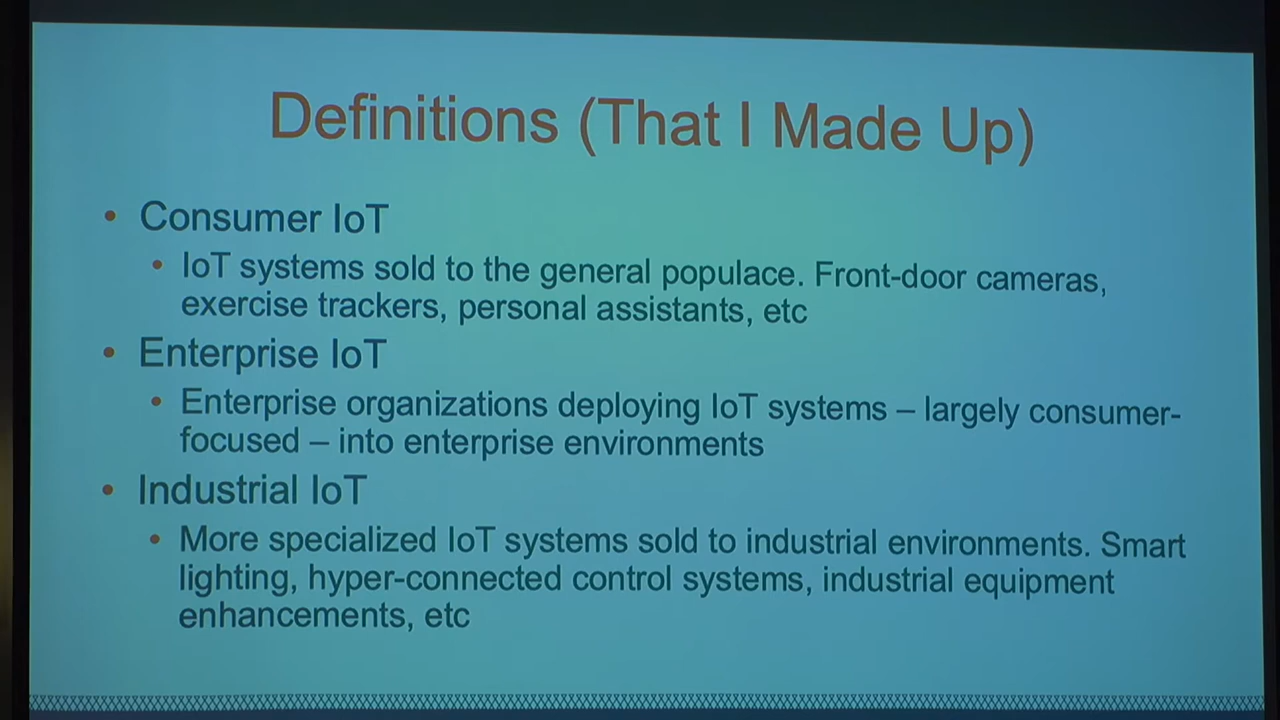 Definitions (That I Made Up)
• Consumer IoT
• IoT systems sold to the general populace. Front-door cameras,
exercise trackers, personal assistants, etc
• Enterprise IoT
• Enterprise organizations deploying IoT systems – largely consumer-
focused – into enterprise environments
• Industrial IoT
• More specialized IoT systems sold to industrial environments. Smart
lighting, hyper-connected control systems, industrial equipment
enhancements, etc